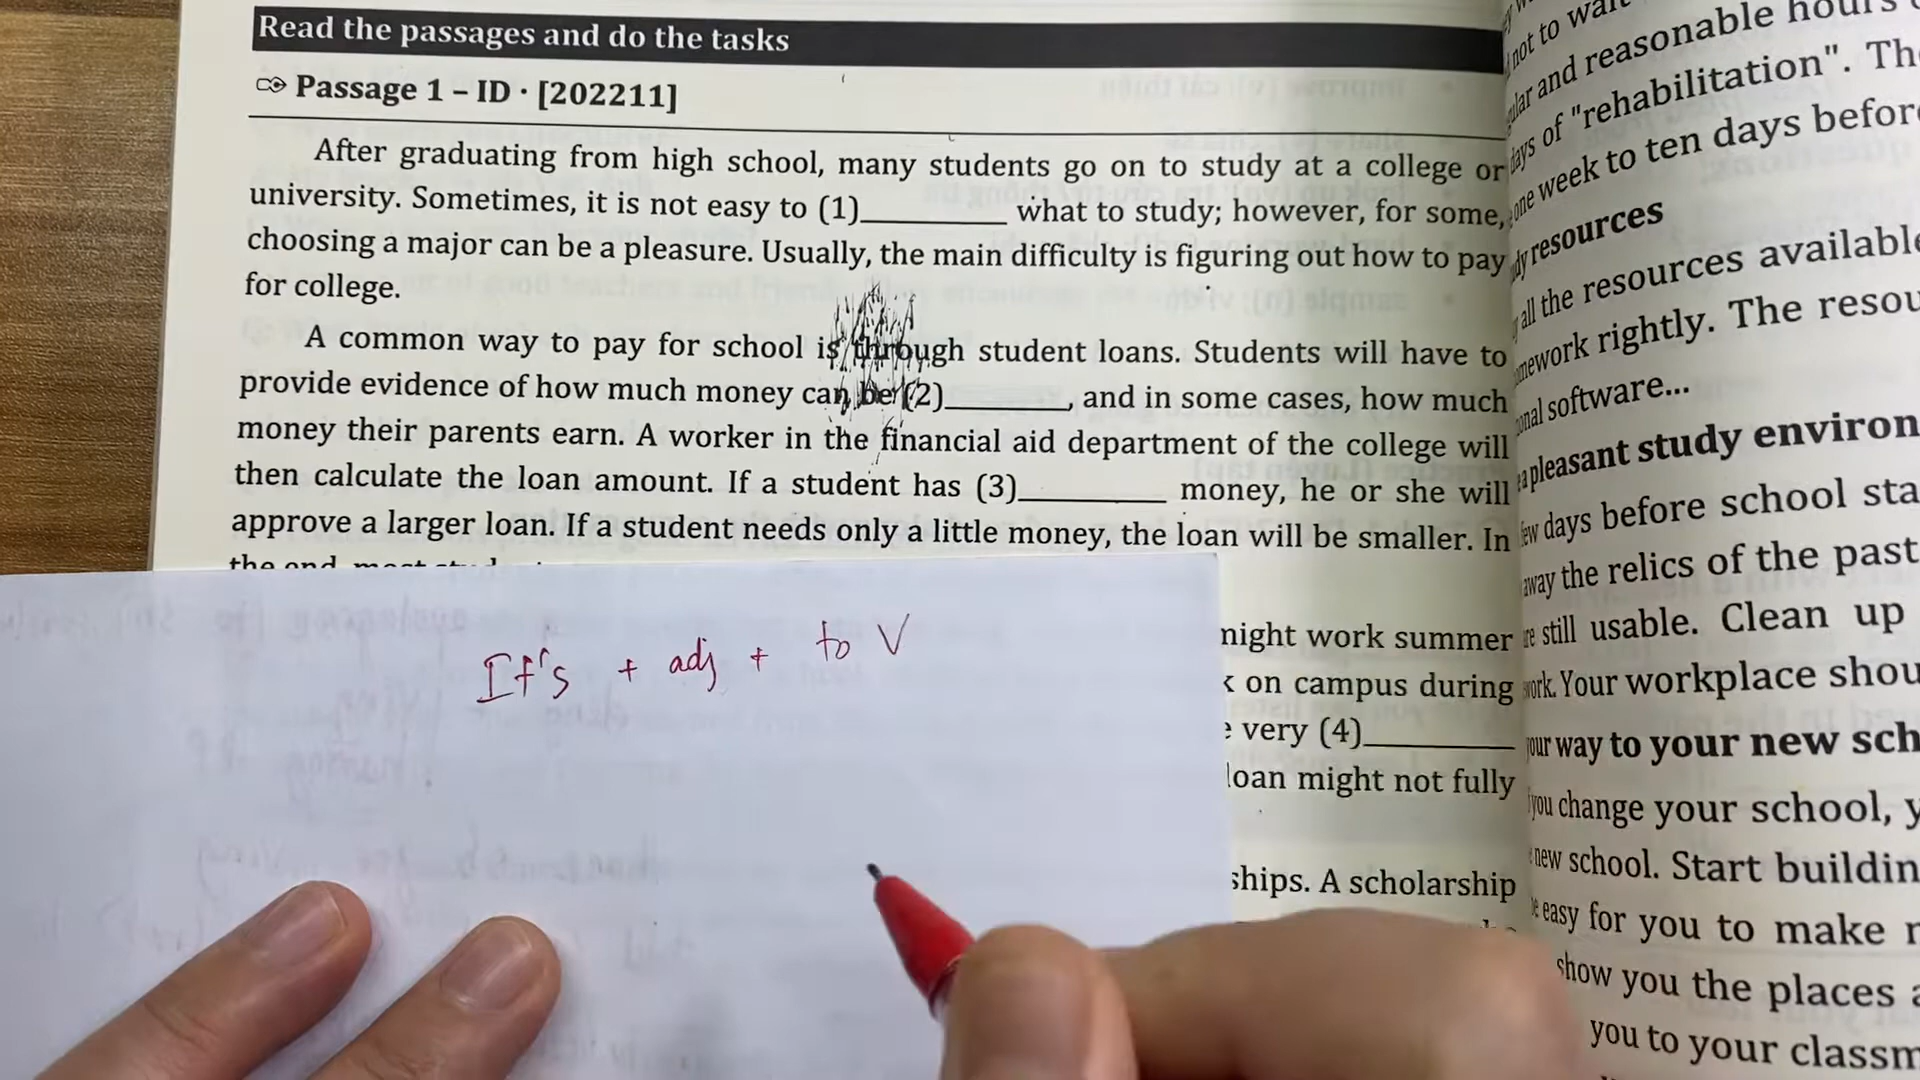 Read the passages and do the tasks
Passage 1 – ID · [202211]
After graduating from high school, many students go on to study at a college or
university. Sometimes, it is not easy to (1)__________ what to study; however, for some,
choosing a major can be a pleasure. Usually, the main difficulty is figuring out how to pay
for college.
A common way to pay for school is through student loans. Students will have to
provide evidence of how much money can be (2)_________, and in some cases, how much
money their parents earn. A worker in the financial aid department of the college will
then calculate the loan amount. If a student has (3)__________ money, he or she will
approve a larger loan. If a student needs only a little money, the loan will be smaller. In
the end, most
might work summer
on campus during
very (4)__________
loan might not fully
ships. A scholarship
It's + adj + to V
not to wait
and reasonable hours
days of "rehabilitation". The
one week to ten days before
resources
all the resources available
rightly. The resou
software...
a pleasant study environ
few days before school sta
away the relics of the past
still usable. Clean up
work. Your workplace shou
your way to your new sch
you change your school, y
new school. Start buildin
easy for you to make
show you the places
you to your classm